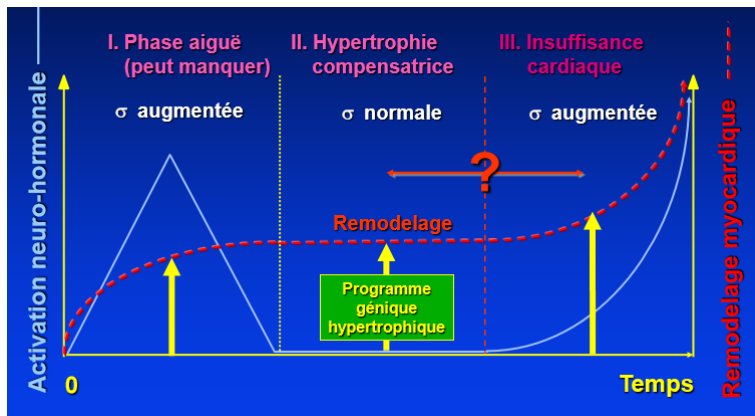 I. Phase aiguë
(peut manquer)
II. Hypertrophie
compensatrice
III. Insuffisance
cardiaque
σ augmentée
σ normale
σ augmentée
?
Remodelage
Programme
génique
hypertrophique
0
Temps
Activation neuro-hormonale
Remodelage myocardique